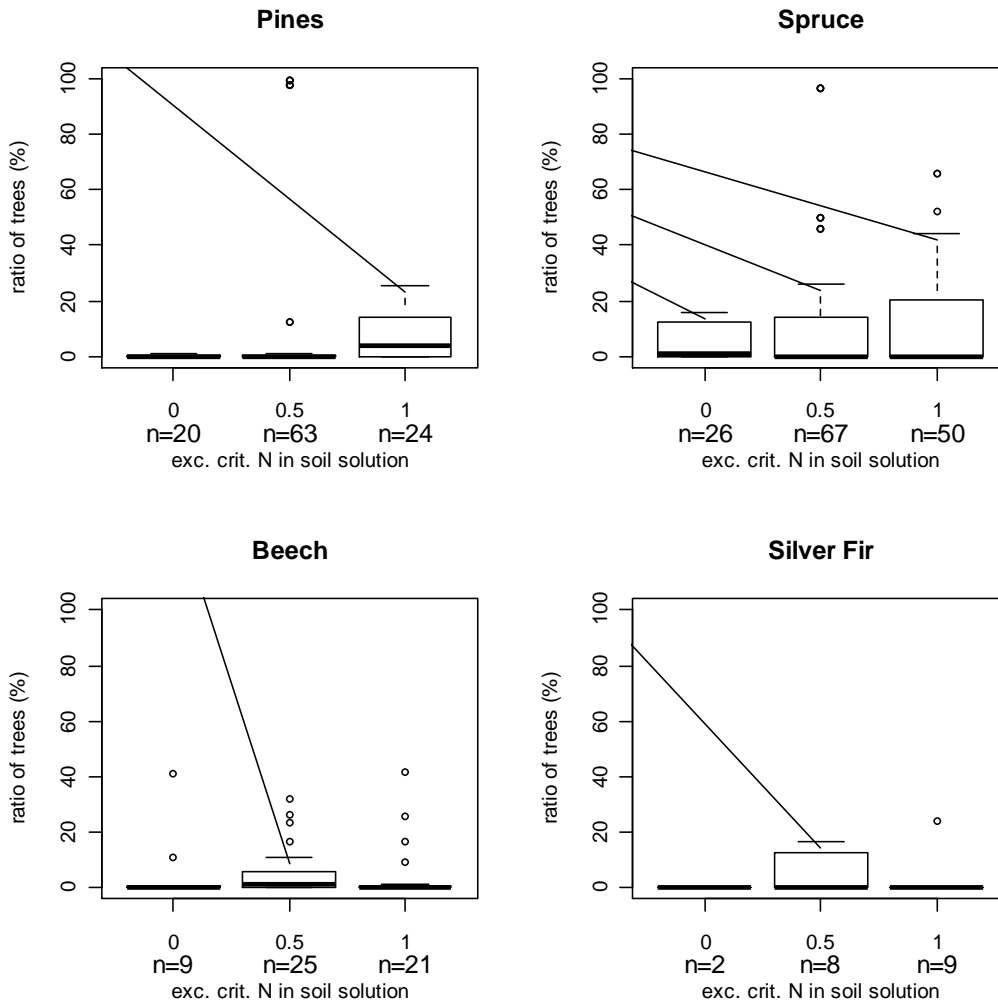 Pines
ratio of trees (%)
100
80
60
40
20
0
0
0.5
1
n=20
n=63
n=24
exc. crit. N in soil solution
Spruce
ratio of trees (%)
100
80
60
40
20
0
0
0.5
1
n=26
n=67
n=50
exc. crit. N in soil solution
Beech
ratio of trees (%)
100
80
60
40
20
0
0
0.5
1
n=9
n=25
n=21
exc. crit. N in soil solution
Silver Fir
ratio of trees (%)
100
80
60
40
20
0
0
0.5
1
n=2
n=8
n=9
exc. crit. N in soil solution